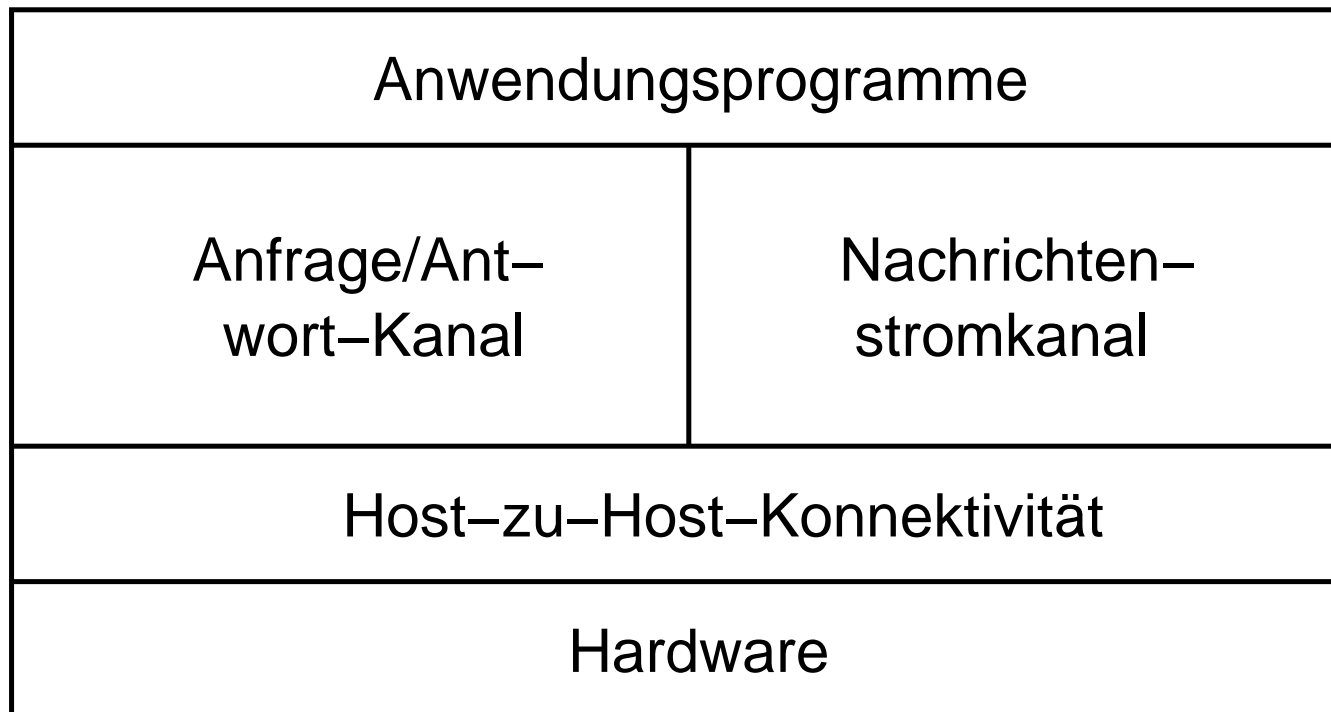 Anwendungsprogramme
Anfrage/Ant–
wort–Kanal
Nachrichten–
stromkanal
Host–zu–Host–Konnektivität
Hardware